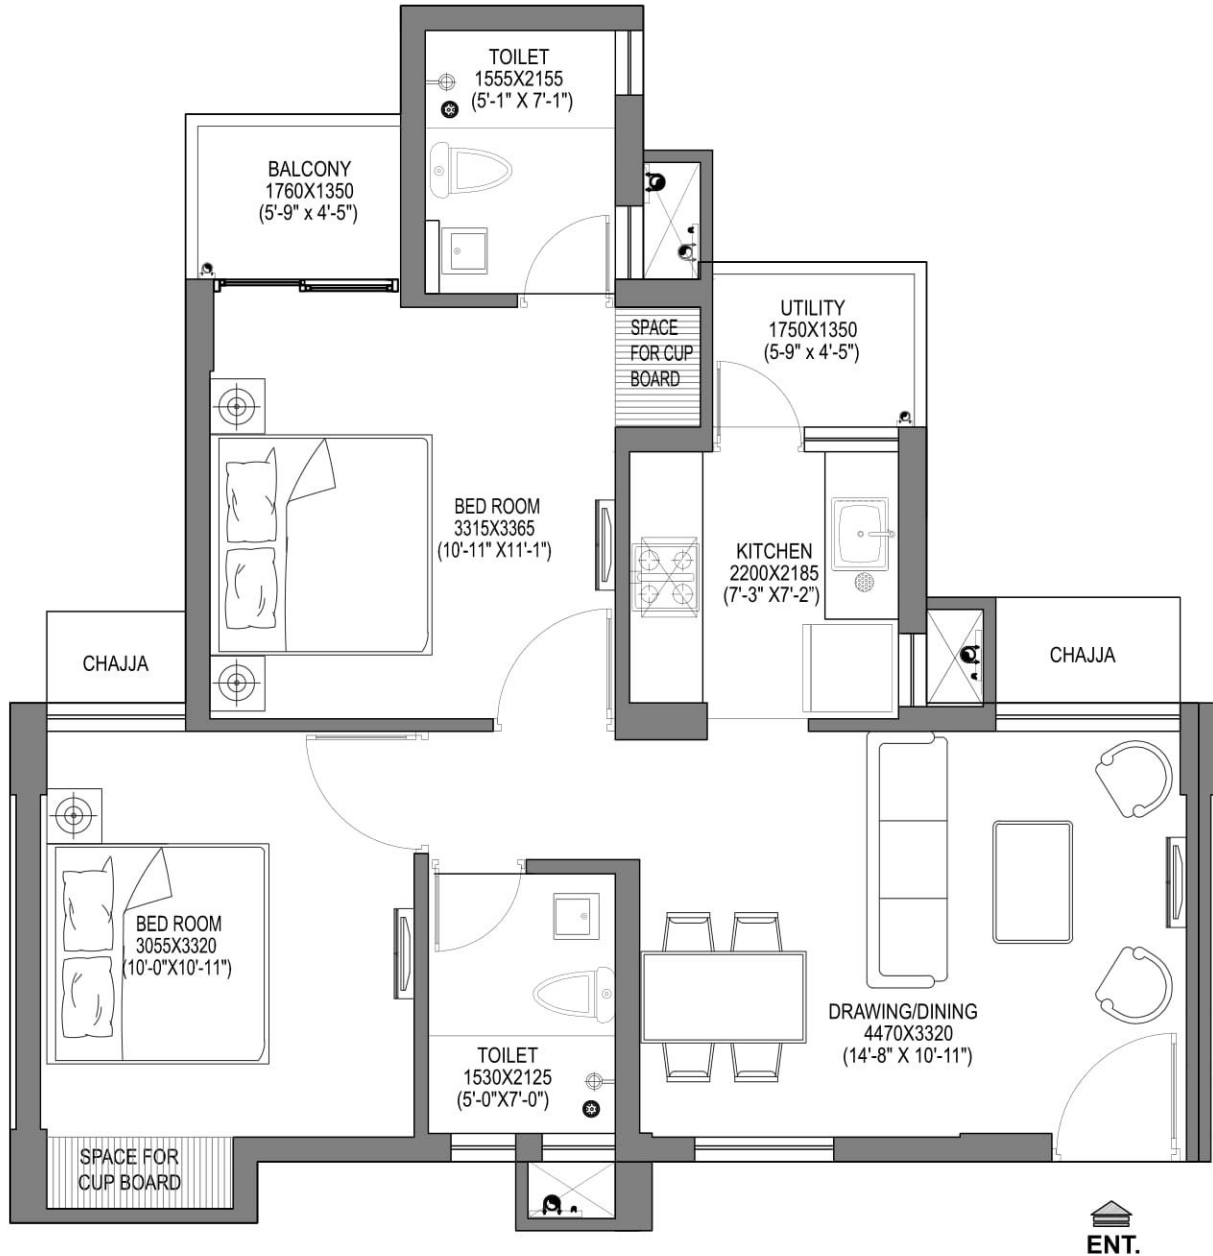 TOILET
1555X2155
(5'-1" X 7'-1")
BALCONY
1760X1350
(5'-9" x 4'-5")
UTILITY
1750X1350
(5-9" x 4'-5")
SPACE
FOR CUP
BOARD
BED ROOM
3315X3365
(10'-11" X11'-1")
KITCHEN
2200X2185
(7'-3" X7'-2")
CHAJJA
CHAJJA
BED ROOM
3055X3320
(10'-0"X10'-11")
DRAWING/DINING
4470X3320
(14'-8" X 10'-11")
TOILET
1530X2125
(5'-0"X7'-0")
SPACE FOR
CUP BOARD
ENT.